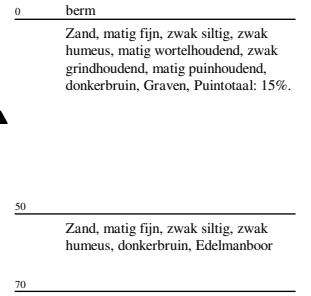 0 berm
Zand, matig fijn, zwak siltig, zwak
humeus, matig wortelhoudend, zwak
grindhoudend, matig puinhoudend,
donkerbruin, Graven, Puintotaal: 15%.
50
Zand, matig fijn, zwak siltig, zwak
humeus, donkerbruin, Edelmanboor
70